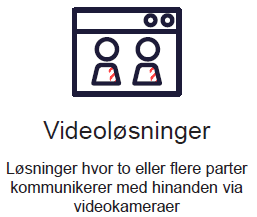 Videoløsninger
Løsninger hvor to eller flere parter
kommunikerer med hinanden via
videokameraer